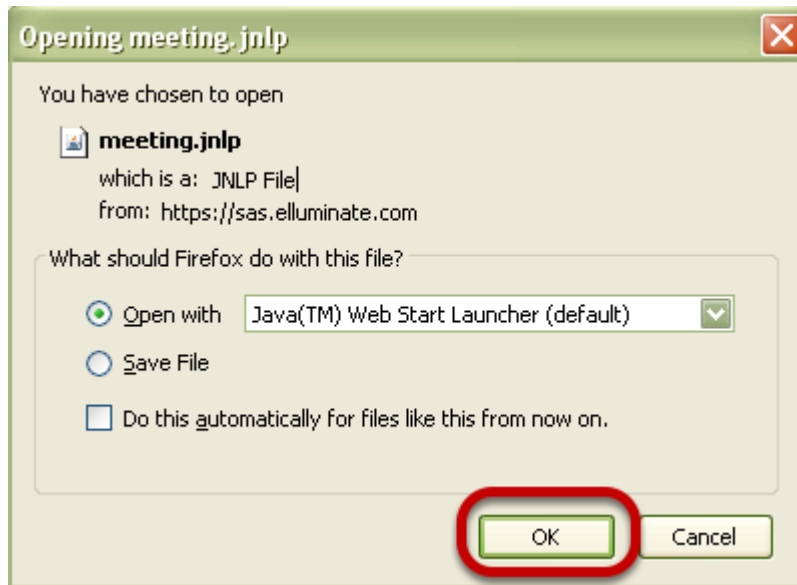 Opening meeting.jnlp
You have chosen to open
meeting.jnlp
which is a: JNLP File
from: https://sas.elluminate.com
What should Firefox do with this file?
Open with Java(TM) Web Start Launcher (default)
Save File
Do this automatically for files like this from now on.
OK Cancel